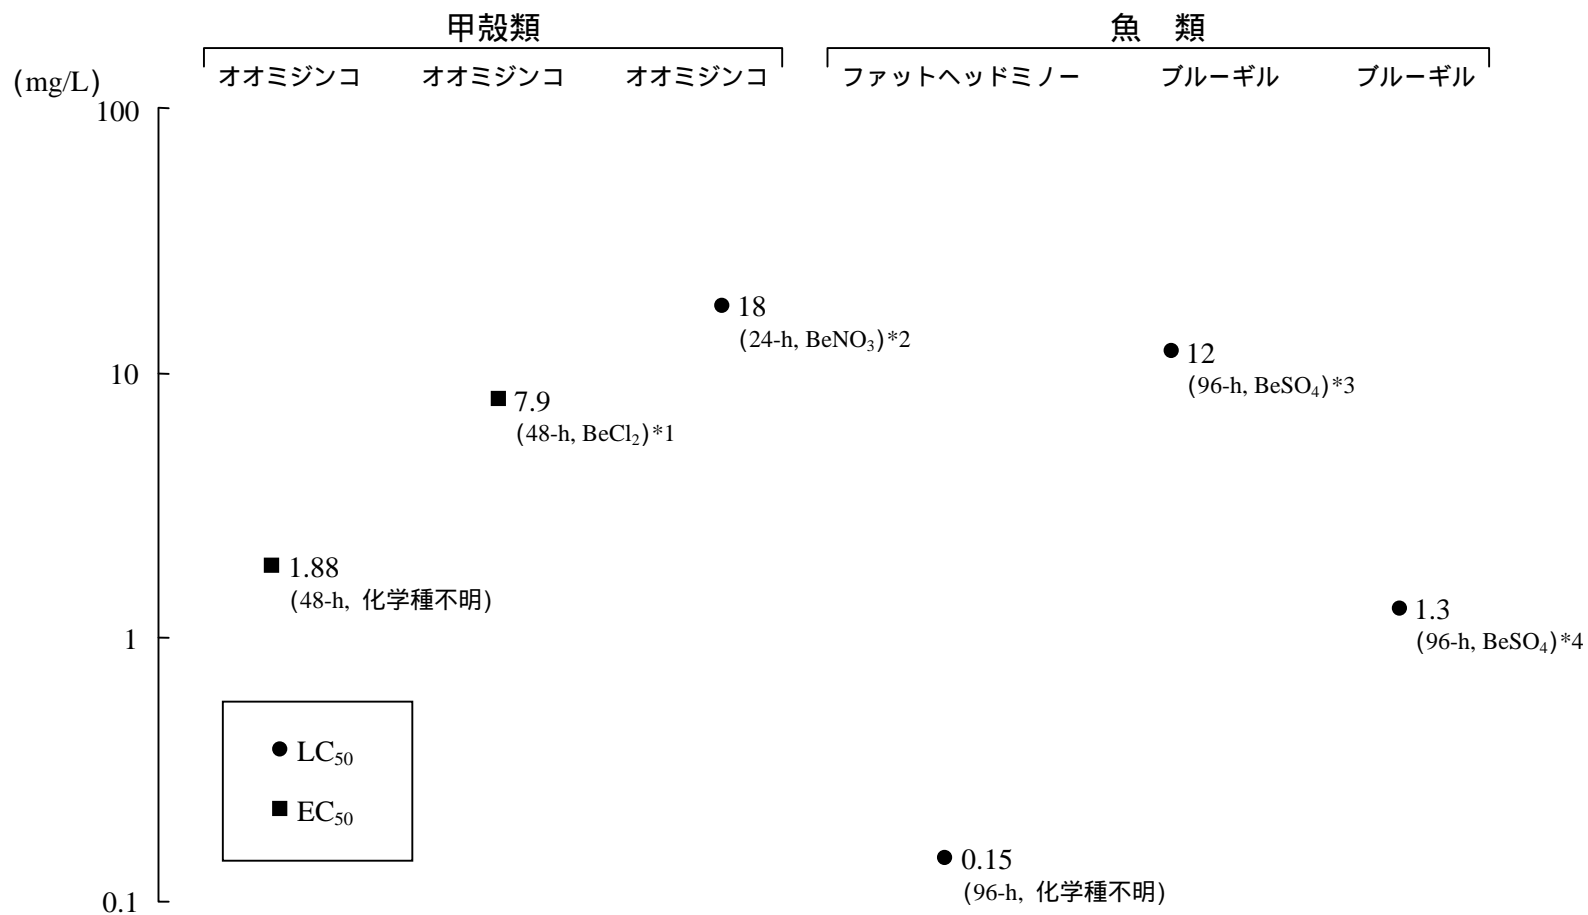 甲殻類 魚 類
(mg/L) オオミジンコ オオミジンコ オオミジンコ ファットヘッドミノー ブルーギル ブルーギル
100
18
(24-h, BeNO₃)*2
12
(96-h, BeSO₄)*3
10
7.9
(48-h, BeCl₂)*1
1.88
(48-h, 化学種不明)
1.3
(96-h, BeSO₄)*4
1
LC₅₀
EC₅₀
0.15
(96-h, 化学種不明)
0.1